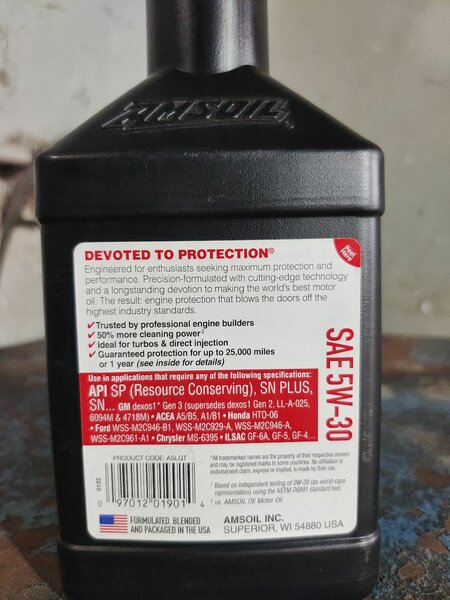 AMSOIL
DEVOTED TO PROTECTION®
Peel Here
Engineered for enthusiasts seeking maximum protection and
performance. Precision-formulated with cutting-edge technology
and a longstanding devotion to making the world's best motor
oil. The result: engine protection that blows the doors off the
highest industry standards.
✓Trusted by professional engine builders
✓50% more cleaning power²
✓Ideal for turbos & direct injection
✓Guaranteed protection for up to 25,000 miles
or 1 year (see inside for details)
SAE 5W-30
Use in applications that require any of the following specifications:
API SP (Resource Conserving), SN PLUS,
SN... GM dexos1® Gen 3 (supersedes dexos1 Gen 2, LL-A-025,
6094M & 4718M) • ACEA A5/B5, A1/B1 • Honda HTO-06
• Ford WSS-M2C946-B1, WSS-M2C929-A, WSS-M2C946-A,
WSS-M2C961-A1 • Chrysler MS-6395 • ILSAC GF-6A, GF-5, GF-4...
PRODUCT CODE: ASLQT
01/22
0 97012 01901 4
FORMULATED, BLENDED
AND PACKAGED IN THE USA
*All trademarked names are the property of their respective owners
and may be registered marks in some countries. No affiliation or
endorsement claim, express or implied, is made by their use.
¹ Based on independent testing of 0W-20 (as worst-case
representation) using the ASTM D6891 standard test.
² vs. AMSOIL OE Motor Oil
AMSOIL INC.
SUPERIOR, WI 54880 USA